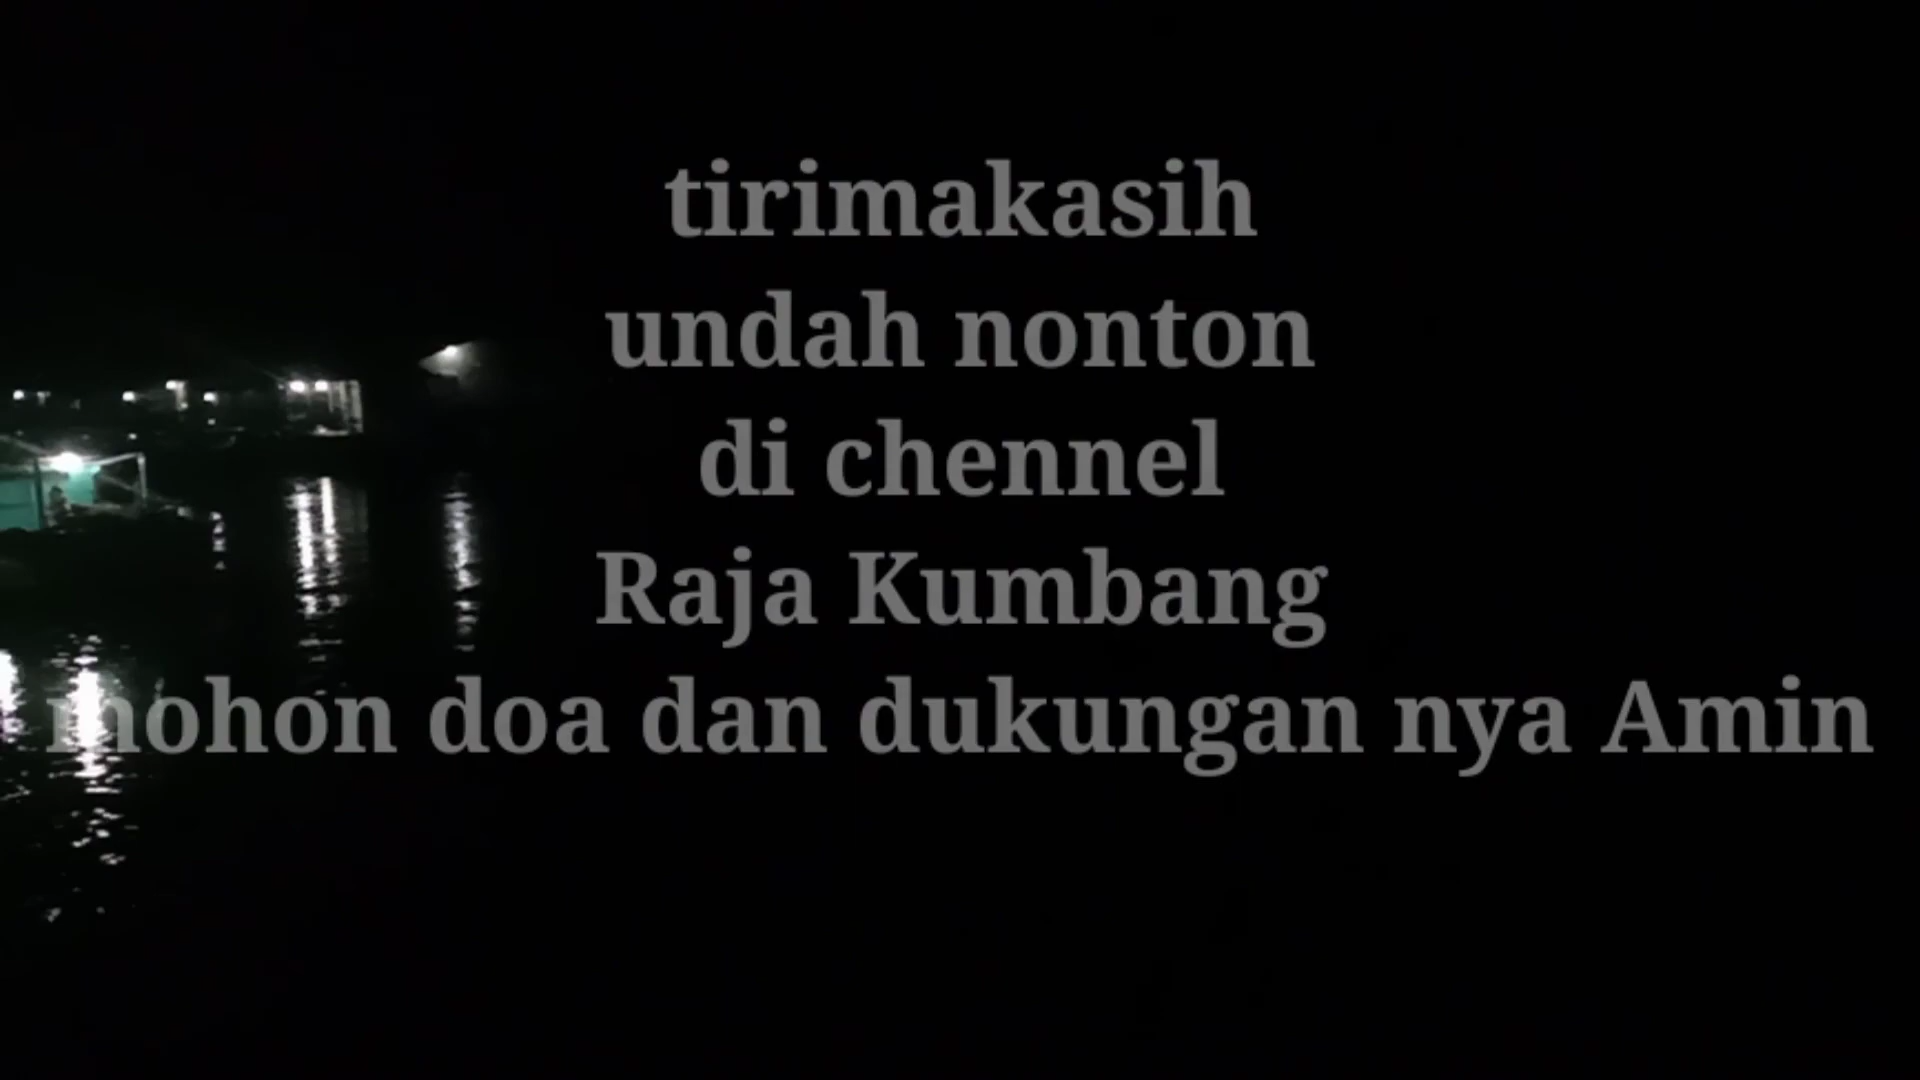 tirimakasih
undah nonton
di chennel
Raja Kumbang
mohon doa dan dukungan nya Amin